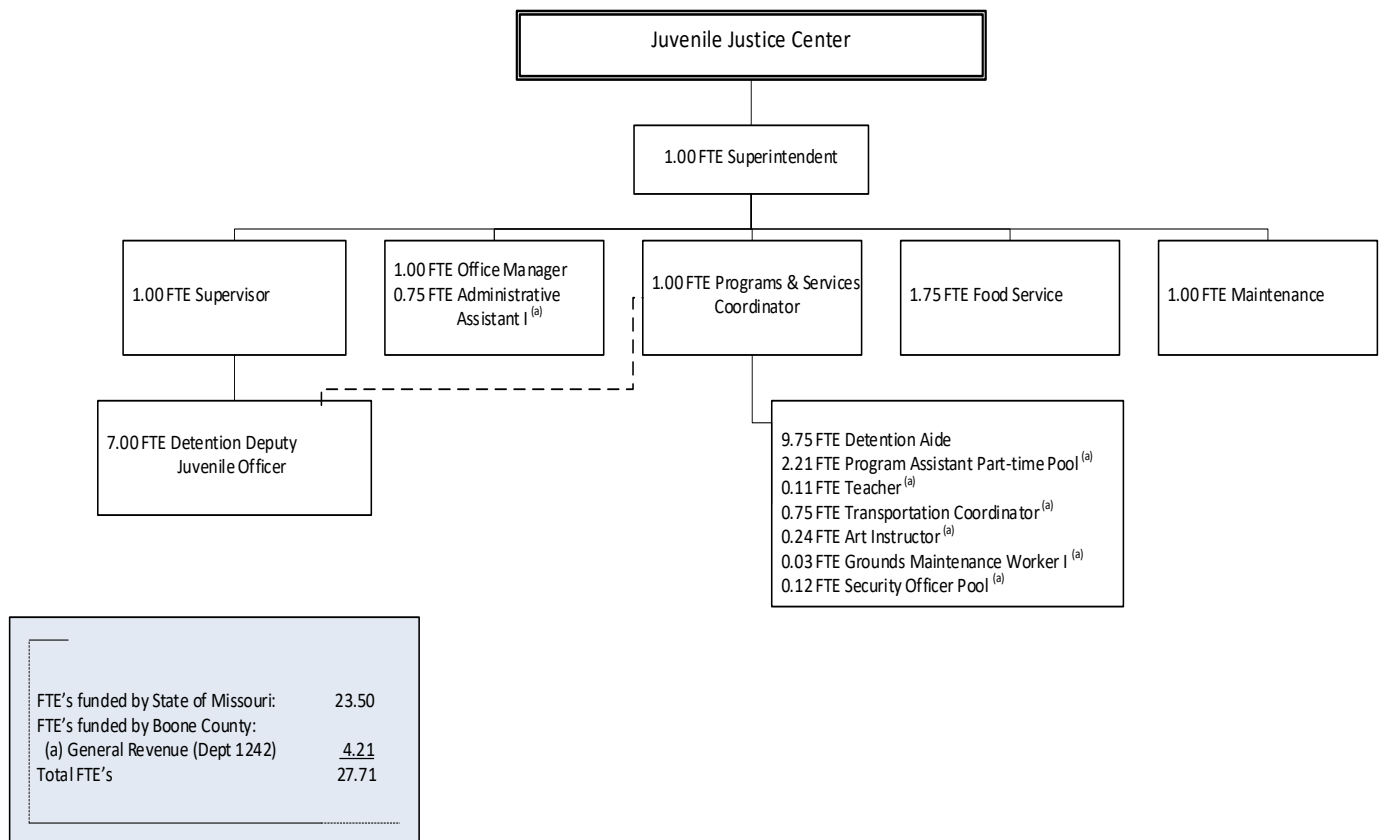 Juvenile Justice Center
1.00 FTE Superintendent
1.00 FTE Supervisor
1.00 FTE Office Manager
0.75 FTE Administrative
Assistant I (a)
1.00 FTE Programs & Services
Coordinator
1.75 FTE Food Service
1.00 FTE Maintenance
7.00 FTE Detention Deputy
Juvenile Officer
9.75 FTE Detention Aide
2.21 FTE Program Assistant Part-time Pool (a)
0.11 FTE Teacher (a)
0.75 FTE Transportation Coordinator (a)
0.24 FTE Art Instructor (a)
0.03 FTE Grounds Maintenance Worker I (a)
0.12 FTE Security Officer Pool (a)
FTE's funded by State of Missouri: 23.50
FTE's funded by Boone County:
(a) General Revenue (Dept 1242) 4.21
Total FTE's 27.71